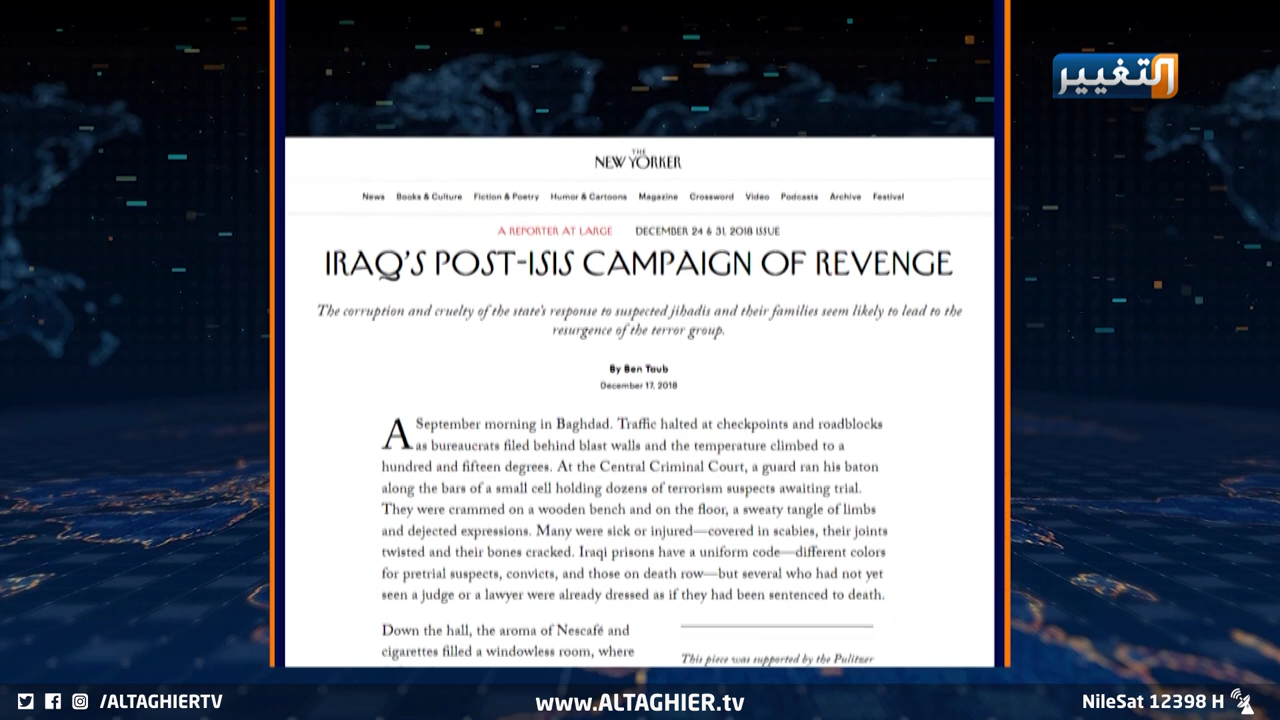 التغيير
THE
NEW YORKER
News Books & Culture Fiction & Poetry Humor & Cartoons Magazine Crossword Video Podcasts Archive Festival
A REPORTER AT LARGE DECEMBER 24 & 31, 2018 ISSUE
IRAQ'S POST-ISIS CAMPAIGN OF REVENGE
The corruption and cruelty of the state's response to suspected jihadis and their families seem likely to lead to the
resurgence of the terror group.
By Ben Taub
December 17, 2018
A September morning in Baghdad. Traffic halted at checkpoints and roadblocks
as bureaucrats filed behind blast walls and the temperature climbed to a
hundred and fifteen degrees. At the Central Criminal Court, a guard ran his baton
along the bars of a small cell holding dozens of terrorism suspects awaiting trial.
They were crammed on a wooden bench and on the floor, a sweaty tangle of limbs
and dejected expressions. Many were sick or injured—covered in scabies, their joints
twisted and their bones cracked. Iraqi prisons have a uniform code—different colors
for pretrial suspects, convicts, and those on death row—but several who had not yet
seen a judge or a lawyer were already dressed as if they had been sentenced to death.
Down the hall, the aroma of Nescafé and
cigarettes filled a windowless room, where
This piece was supported by the Pulitzer
/ALTAGHIERTV
www.ALTAGHIER.tv
NileSat 12398 H